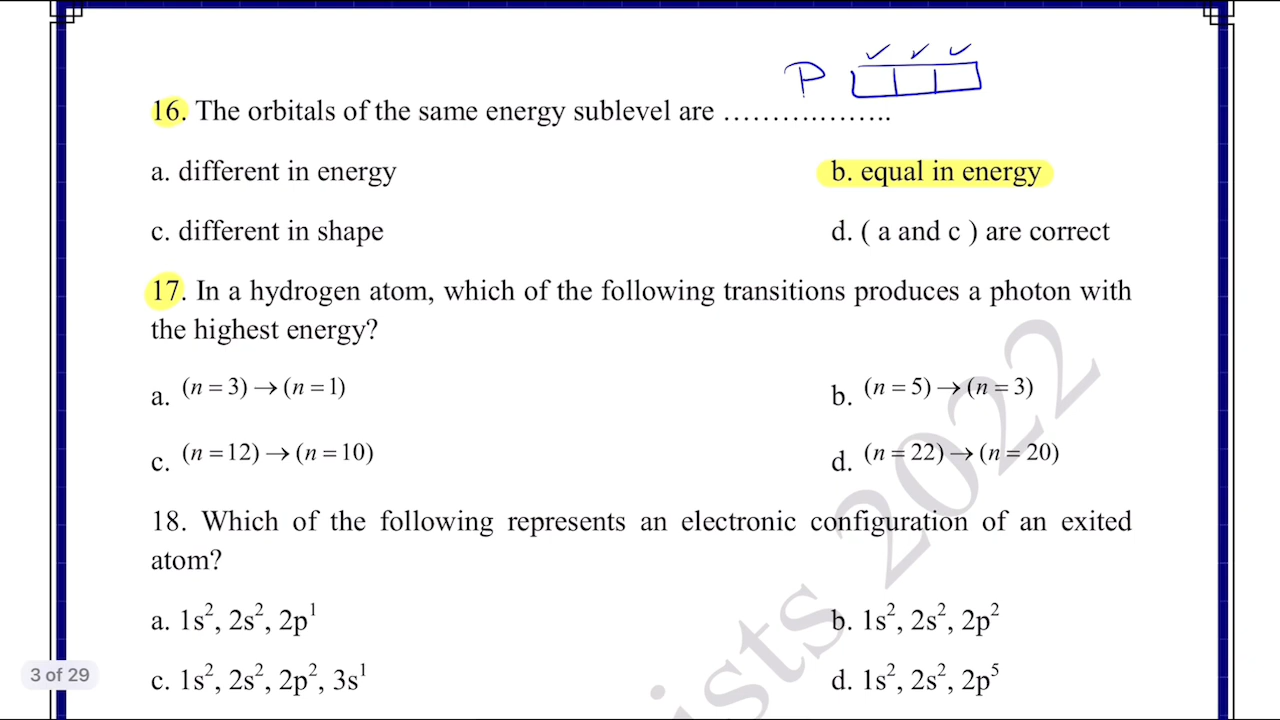 P ✓ ✓ ✓
16. The orbitals of the same energy sublevel are ……….……..
a. different in energy b. equal in energy
c. different in shape d. ( a and c ) are correct
17. In a hydrogen atom, which of the following transitions produces a photon with
the highest energy?
a. (n = 3) → (n = 1) b. (n = 5) → (n = 3)
c. (n = 12) → (n = 10) d. (n = 22) → (n = 20)
18. Which of the following represents an electronic configuration of an exited
atom?
a. 1s², 2s², 2p¹ b. 1s², 2s², 2p²
c. 1s², 2s², 2p², 3s¹ d. 1s², 2s², 2p⁵
3 of 29
ists 2022